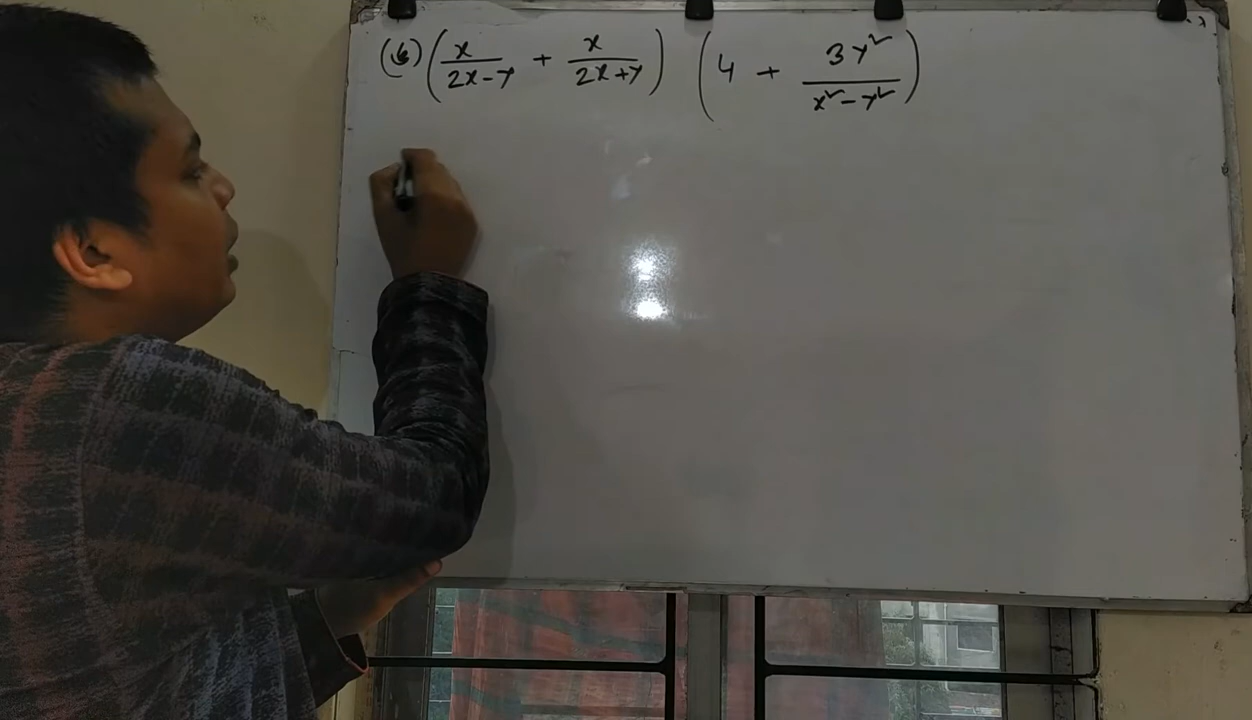 (6) (x/(2x-y) + x/(2x+y)) (4 + 3y²/(x²-y²))